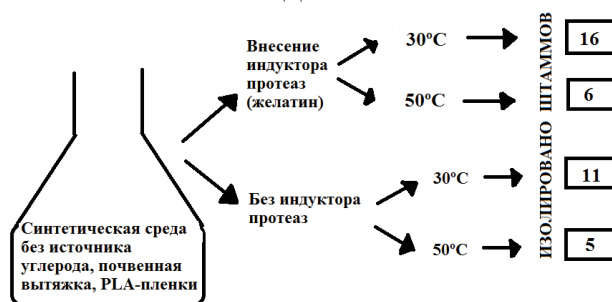 Внесение
индуктора
протеаз
(желатин)
30ºС
16
50ºС
6
Без индуктора
протеаз
30ºС
11
50ºС
5
ИЗОЛИРОВАНО ШТАММОВ
Синтетическая среда
без источника
углерода, почвенная
вытяжка, PLA-пленки